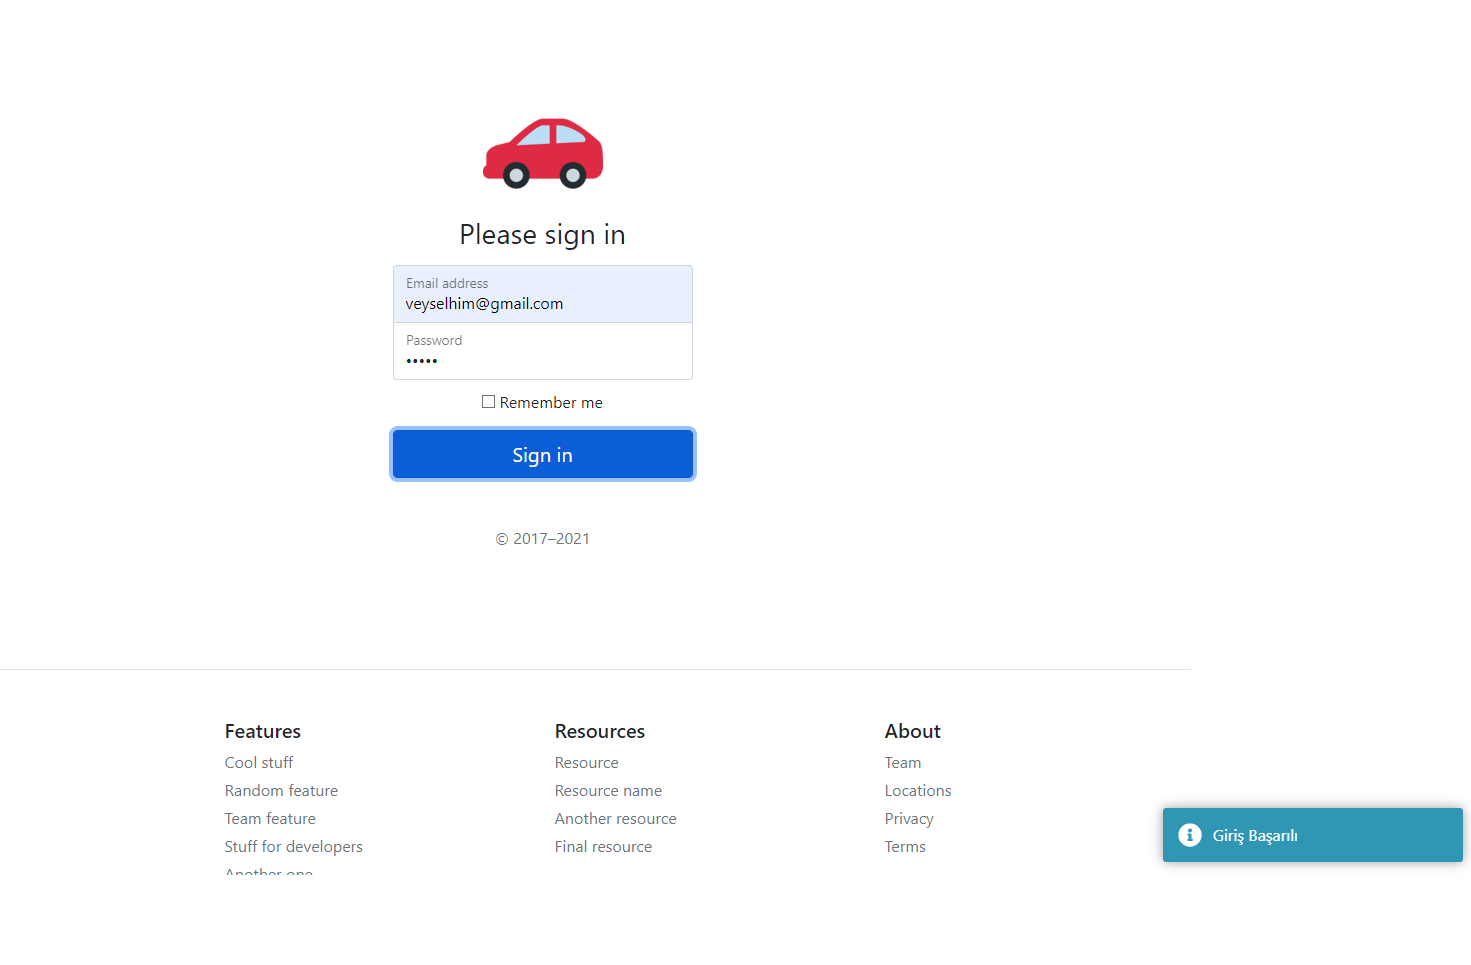 Please sign in
Email address
veyselhim@gmail.com
Password
•••••
Remember me
Sign in
© 2017–2021
Features
Cool stuff
Random feature
Team feature
Stuff for developers
Another one
Resources
Resource
Resource name
Another resource
Final resource
About
Team
Locations
Privacy
Terms
Giriş Başarılı